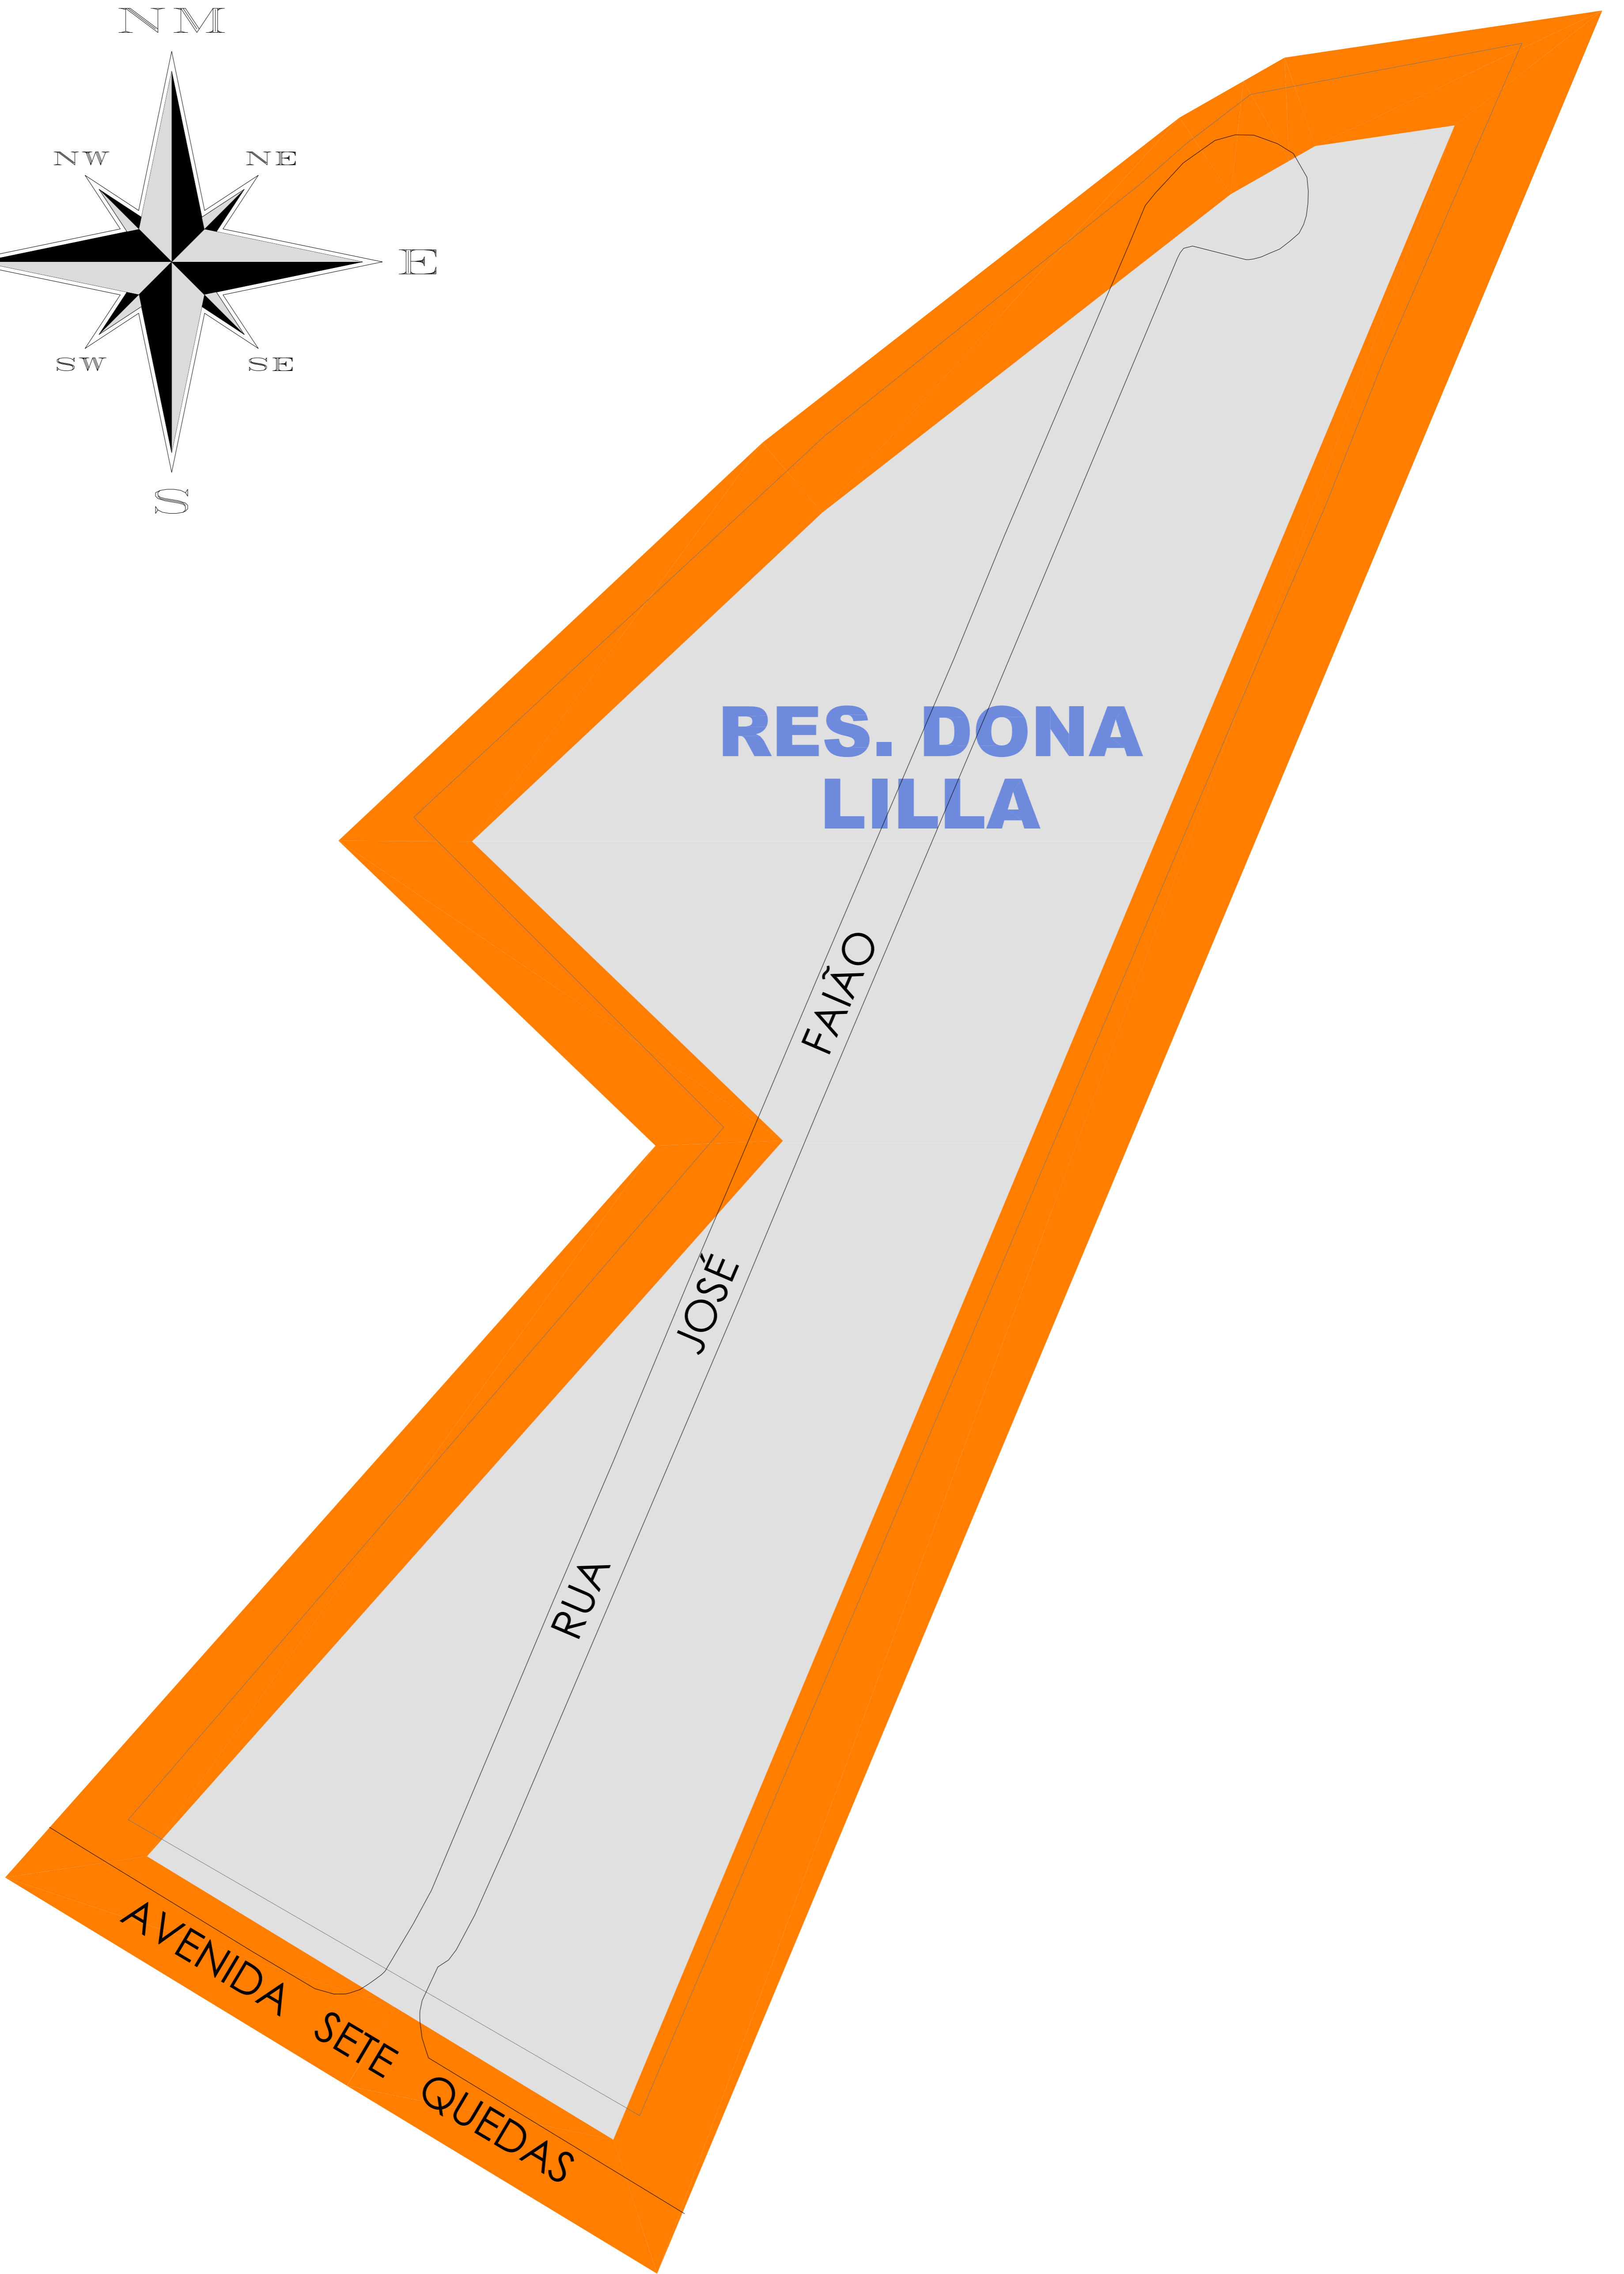 NM
NW NE
E
SW SE
S
RES. DONA
LILLA
RUA JOSÉ FAIÃO
AVENIDA SETE QUEDAS